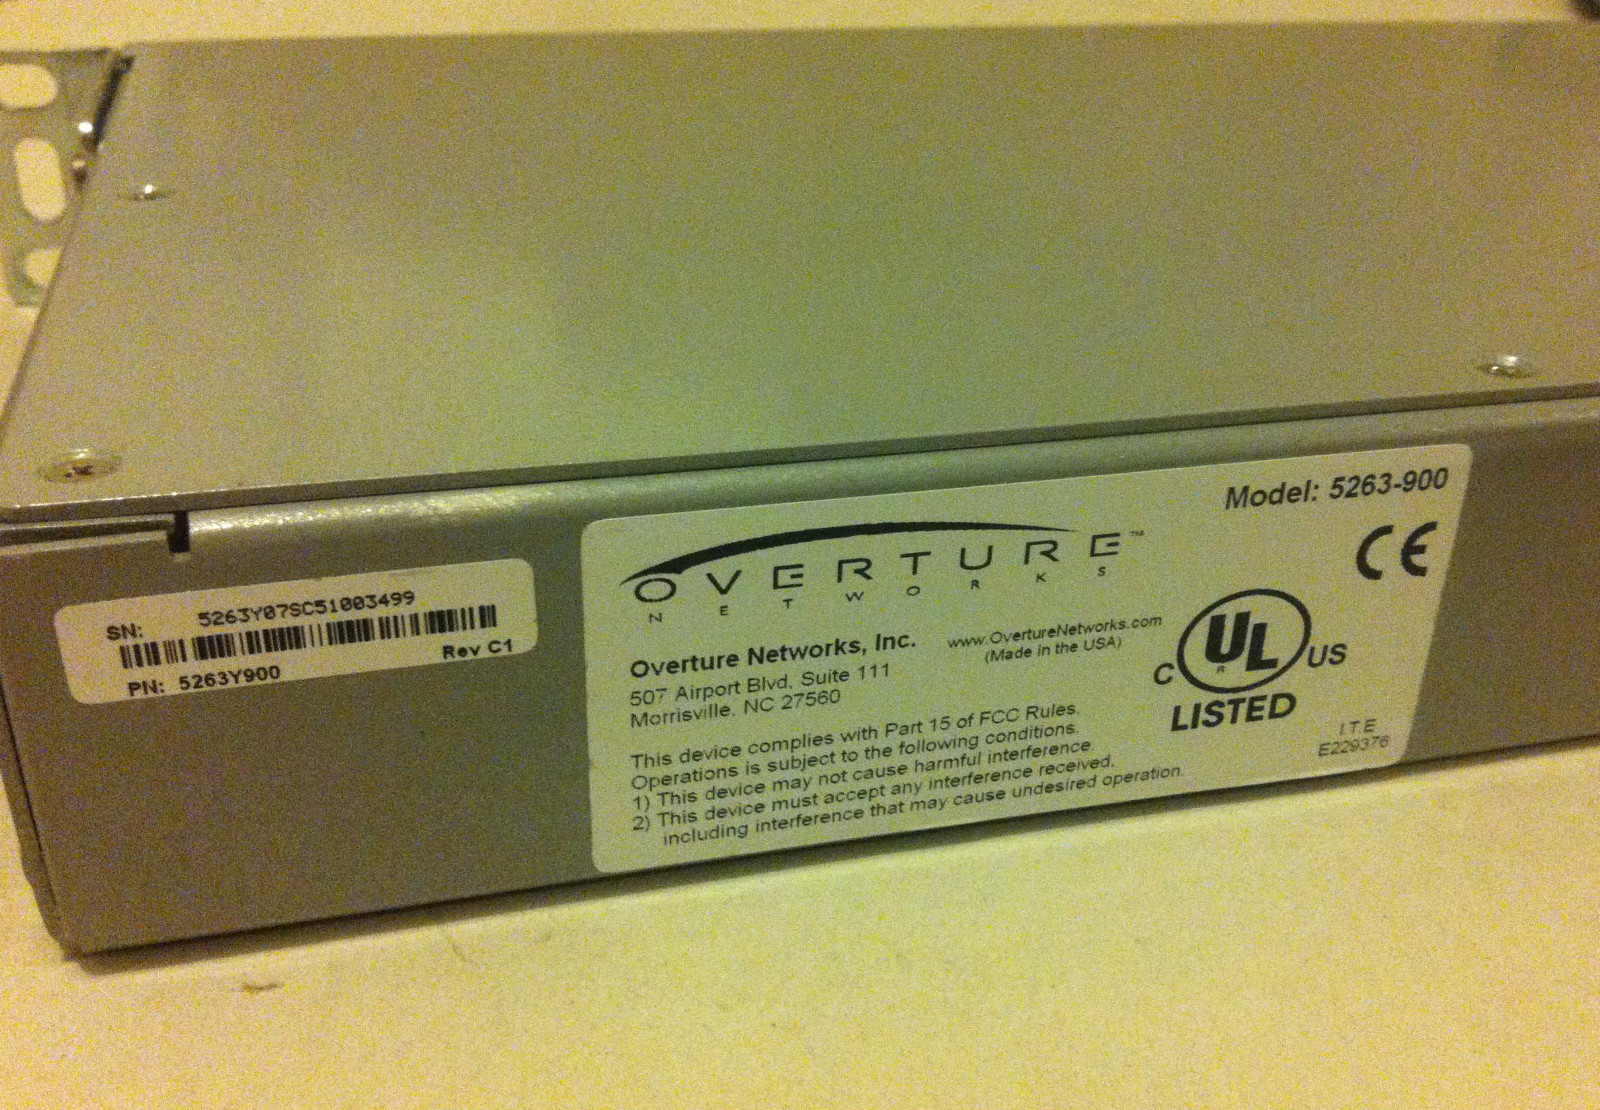 SN: 5263Y07SC51003499
PN: 5263Y900 Rev C1
Model: 5263-900
OVERTURE™
NETWORKS
CE
Overture Networks, Inc.
507 Airport Blvd, Suite 111
Morrisville, NC 27560
www.OvertureNetworks.com
(Made in the USA)
C UL R US
LISTED
I.T.E
E229376
This device complies with Part 15 of FCC Rules.
Operations is subject to the following conditions.
1) This device may not cause harmful interference.
2) This device must accept any interference received,
including interference that may cause undesired operation.